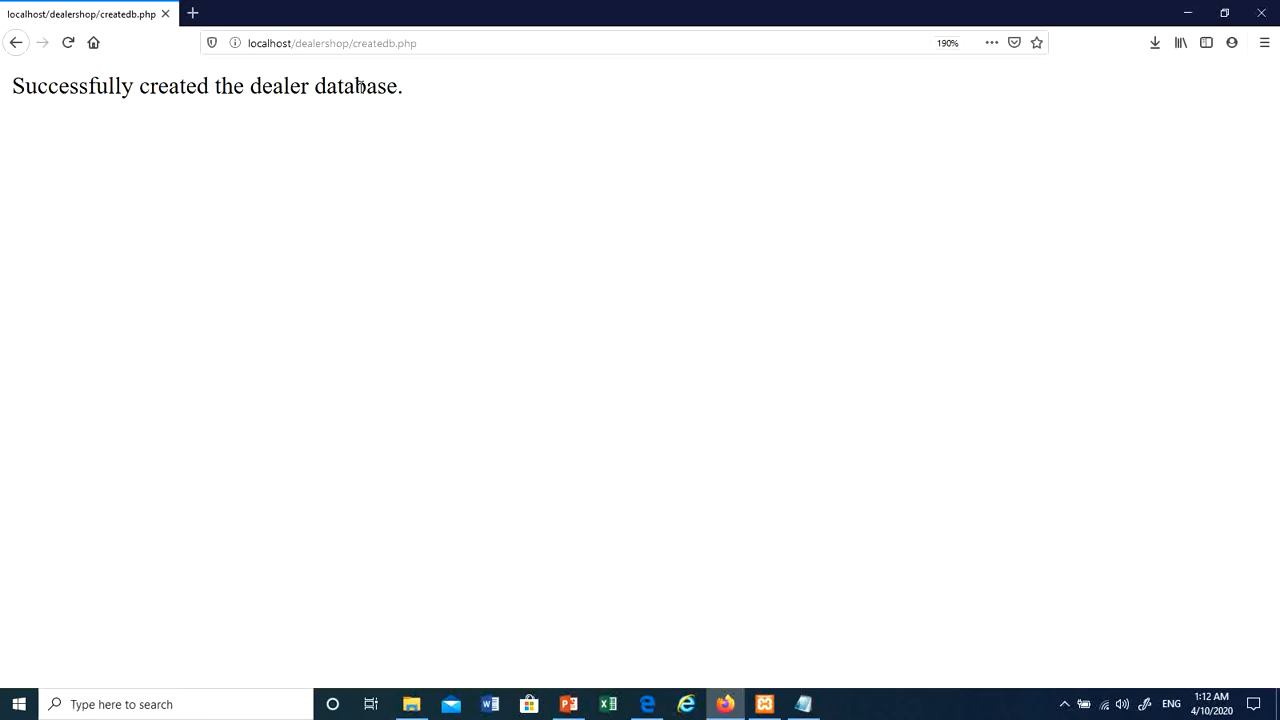 localhost/dealershop/createdb.php
localhost/dealershop/createdb.php
190%
Successfully created the dealer database.
Type here to search
ENG
1:12 AM
4/10/2020